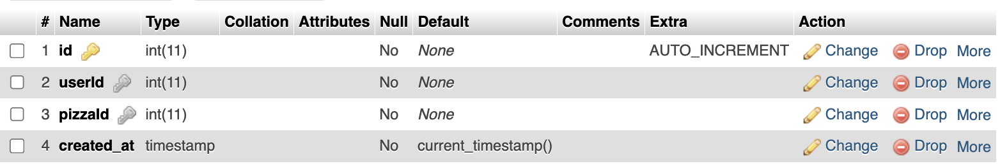 # Name Type Collation Attributes Null Default Comments Extra Action
1 id int(11) No None AUTO_INCREMENT Change Drop More
2 userId int(11) No None Change Drop More
3 pizzaId int(11) No None Change Drop More
4 created_at timestamp No current_timestamp() Change Drop More